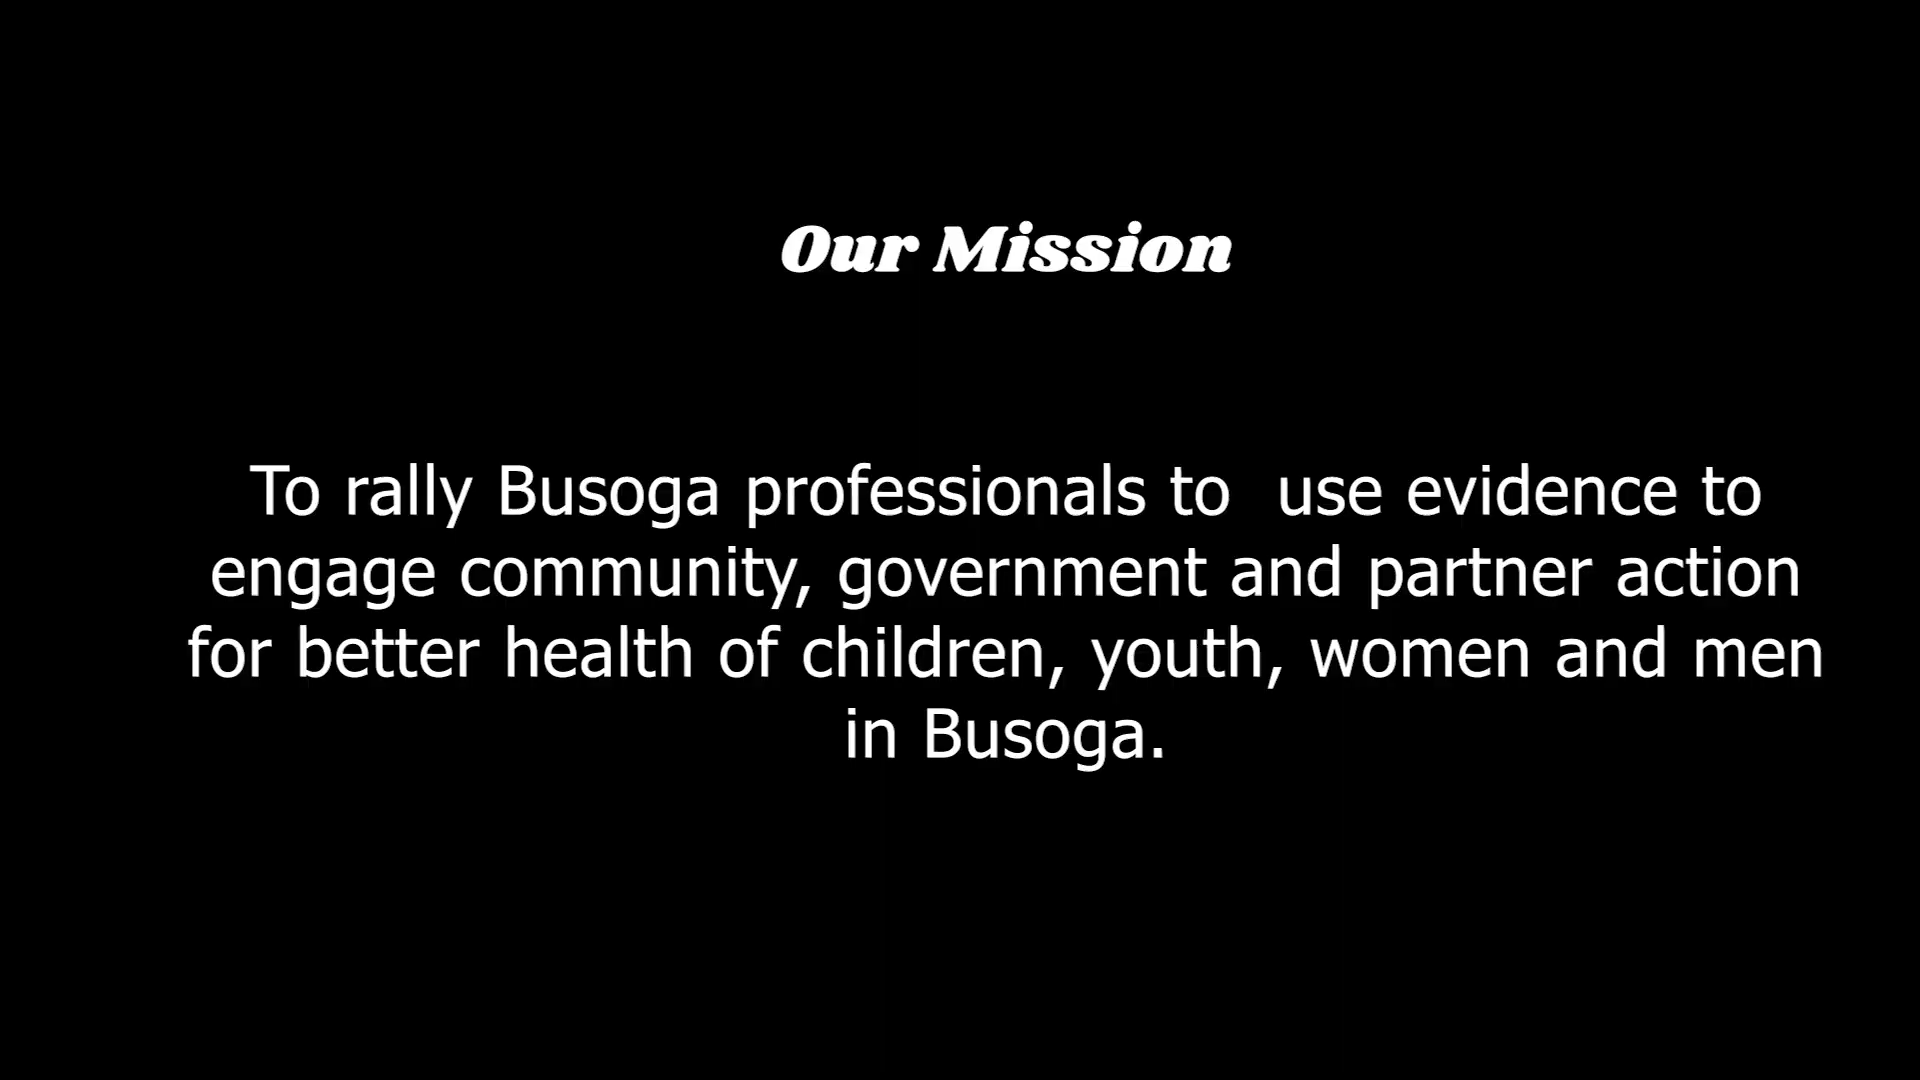 Our Mission
To rally Busoga professionals to  use evidence to
engage community, government and partner action
for better health of children, youth, women and men
in Busoga.